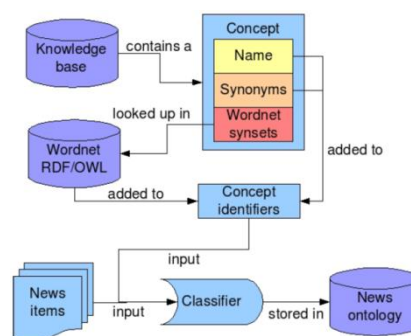 Concept
Knowledge
base
contains a
Name
Synonyms
Wordnet
synsets
looked up in
Wordnet
RDF/OWL
added to
added to
Concept
identifiers
input
News
items
input
Classifier
stored in
News
ontology